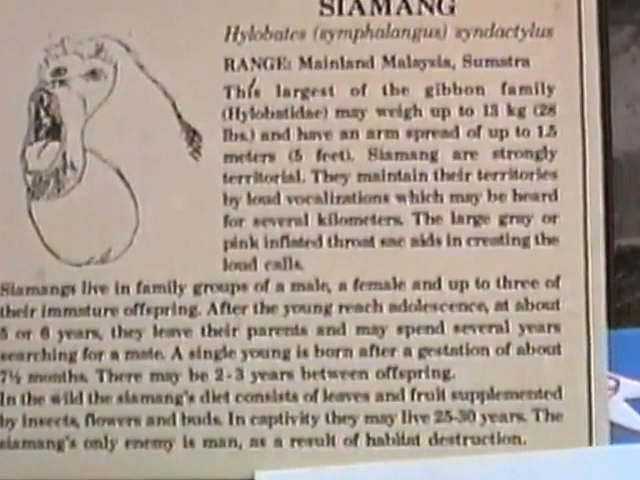 SIAMANG
Hylobates (symphalangus) syndactylus
RANGE: Mainland Malaysia, Sumatra
This largest of the gibbon family
(Hylobatidae) may weigh up to 13 kg (28
lbs.) and have an arm spread of up to 1.5
meters (5 feet). Siamang are strongly
territorial. They maintain their territories
by loud vocalizations which may be heard
for several kilometers. The large gray or
pink inflated throat sac aids in creating the
loud calls.
Siamangs live in family groups of a male, a female and up to three of
their immature offspring. After the young reach adolescence, at about
5 or 6 years, they leave their parents and may spend several years
searching for a mate. A single young is born after a gestation of about
7½ months. There may be 2-3 years between offspring.
In the wild the siamang's diet consists of leaves and fruit supplemented
by insects, flowers and buds. In captivity they may live 25-30 years. The
siamang's only enemy is man, as a result of habitat destruction.